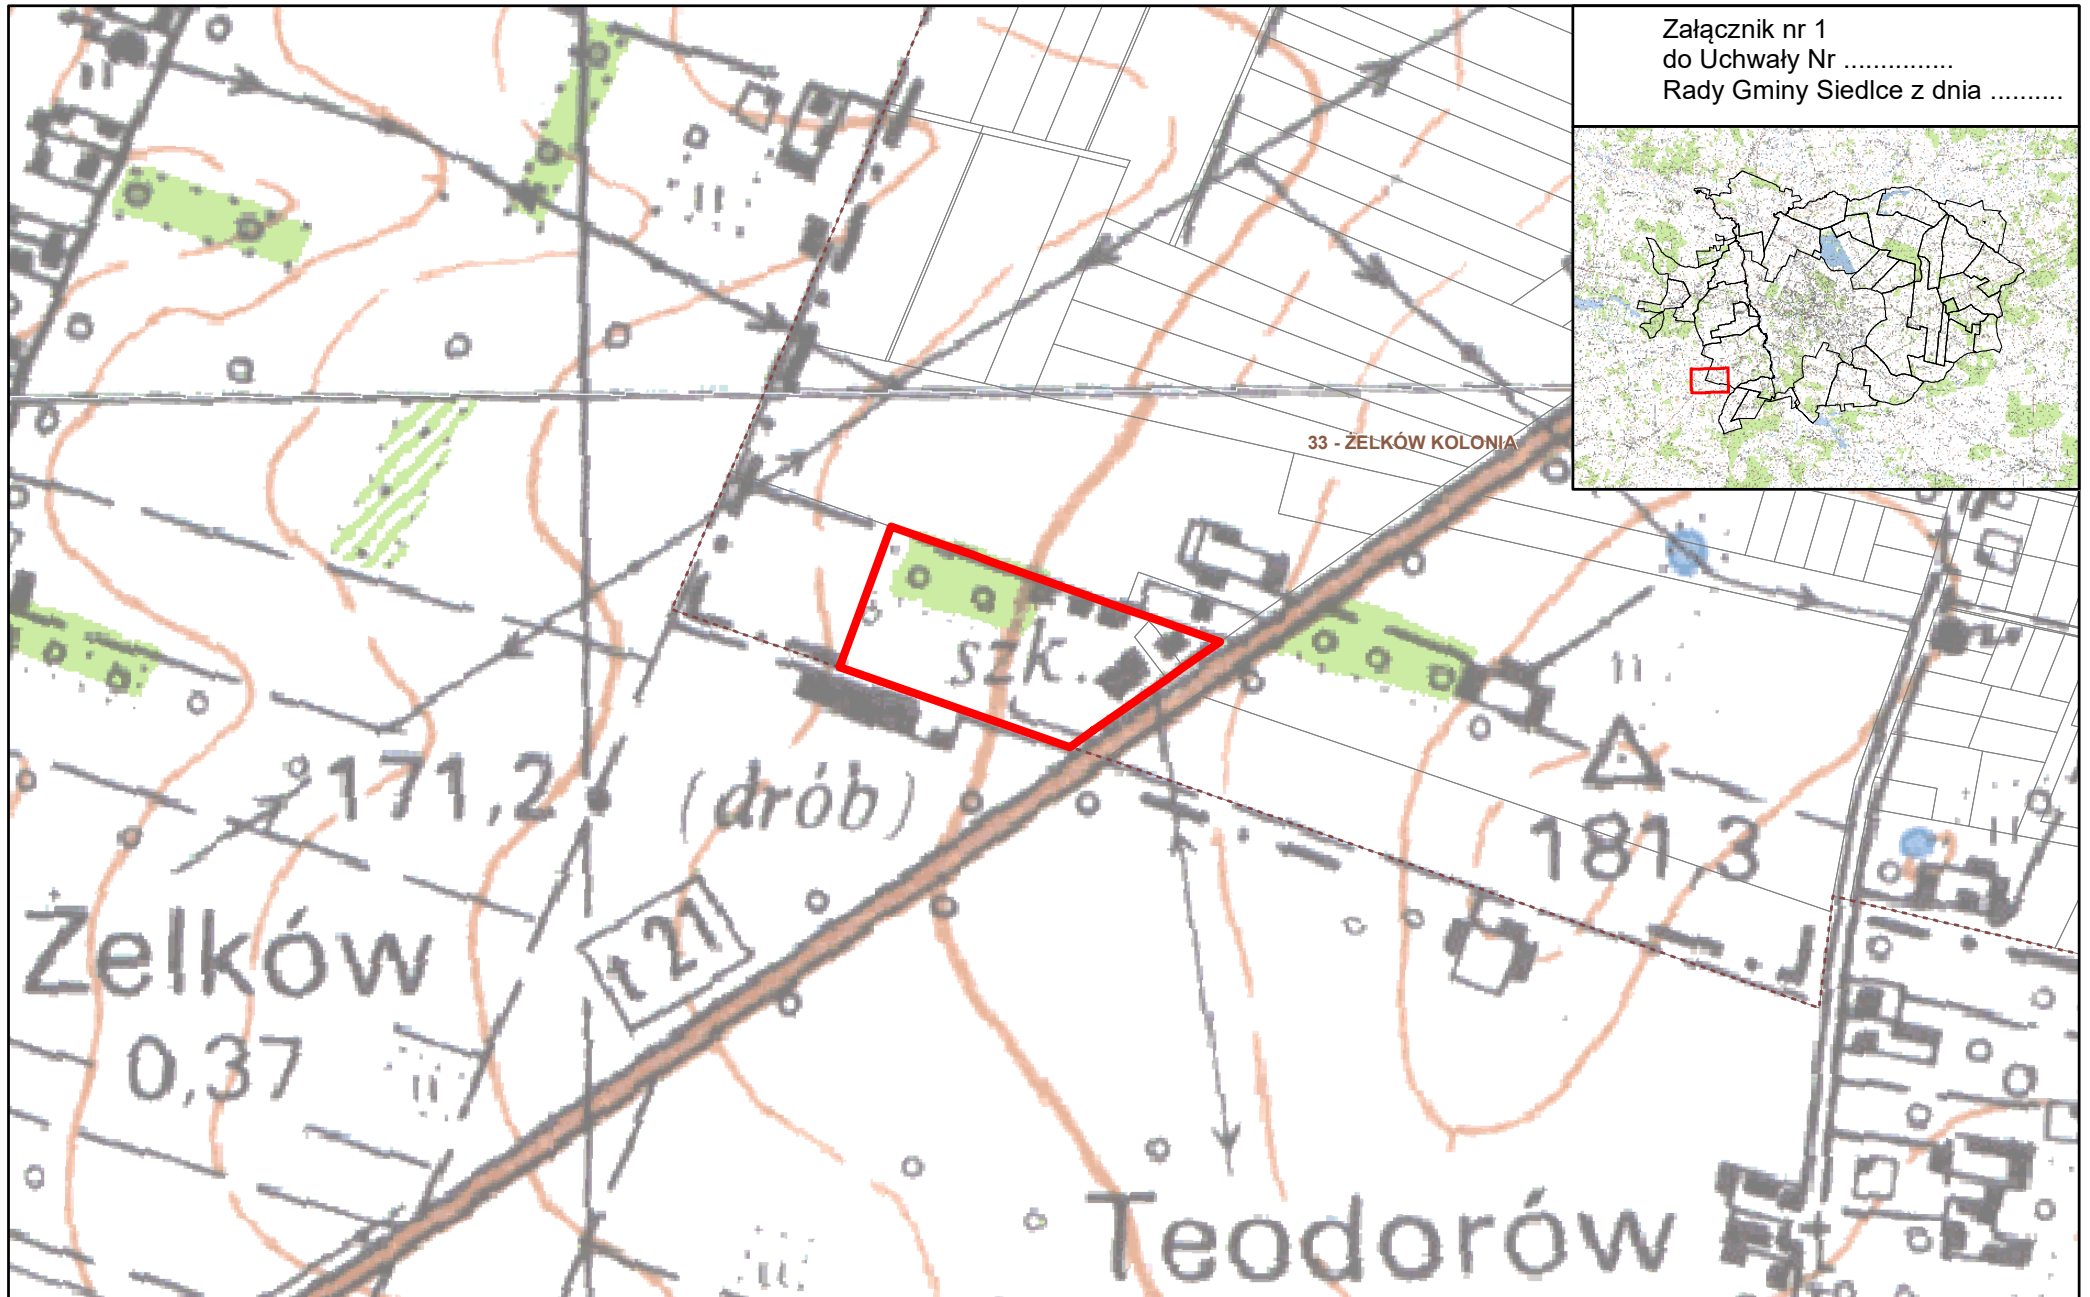 Załącznik nr 1
do Uchwały Nr ...............
Rady Gminy Siedlce z dnia ..........
33 - ŻELKÓW KOLONIA
szk.
171,2
(drób)
181,3
t 21
Żelków
0,37
Teodorów